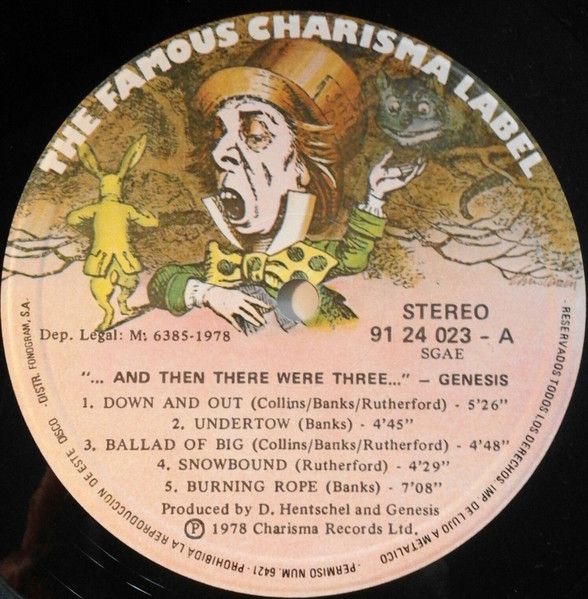 THE FAMOUS CHARISMA LABEL
STEREO
Dep. Legal: M. 6385-1978
91 24 023 - A
SGAE
"... AND THEN THERE WERE THREE..." – GENESIS
1. DOWN AND OUT (Collins/Banks/Rutherford) - 5'26"
2. UNDERTOW (Banks) - 4'45"
3. BALLAD OF BIG (Collins/Banks/Rutherford) - 4'48"
4. SNOWBOUND (Rutherford) - 4'29"
5. BURNING ROPE (Banks) - 7'08"
Produced by D. Hentschel and Genesis
Ⓟ 1978 Charisma Records Ltd.
- RESERVADOS TODOS LOS DERECHOS. IMP. DE LUJO A METALICO
- PERMISO NUM. 6421 - PROHIBIDA LA REPRODUCCION DE ESTE DISCO - DISTR. FONOGRAM, S.A.